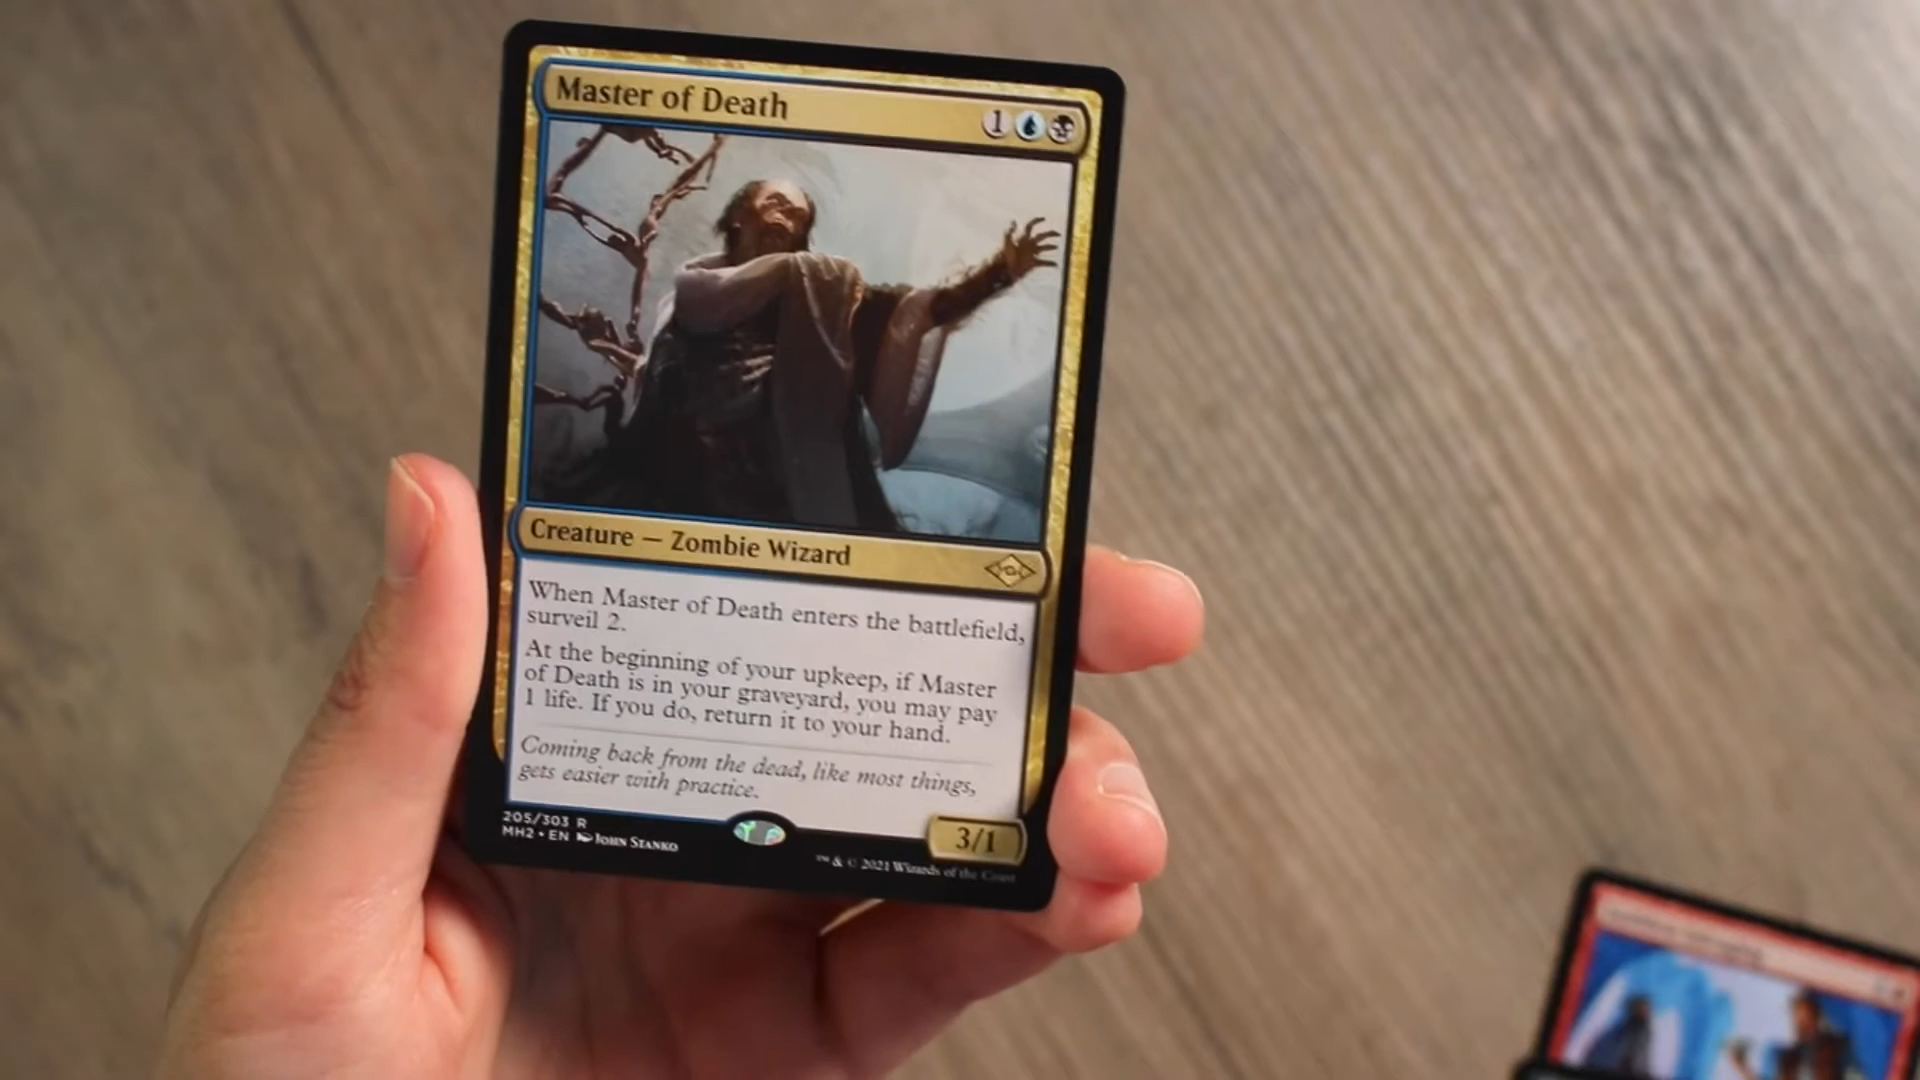 Master of Death
1
Creature — Zombie Wizard
When Master of Death enters the battlefield,
surveil 2.
At the beginning of your upkeep, if Master
of Death is in your graveyard, you may pay
1 life. If you do, return it to your hand.
Coming back from the dead, like most things,
gets easier with practice.
3/1
205/303 R
MH2 • EN JOHN STANKO
™ & © 2021 Wizards of the Coast